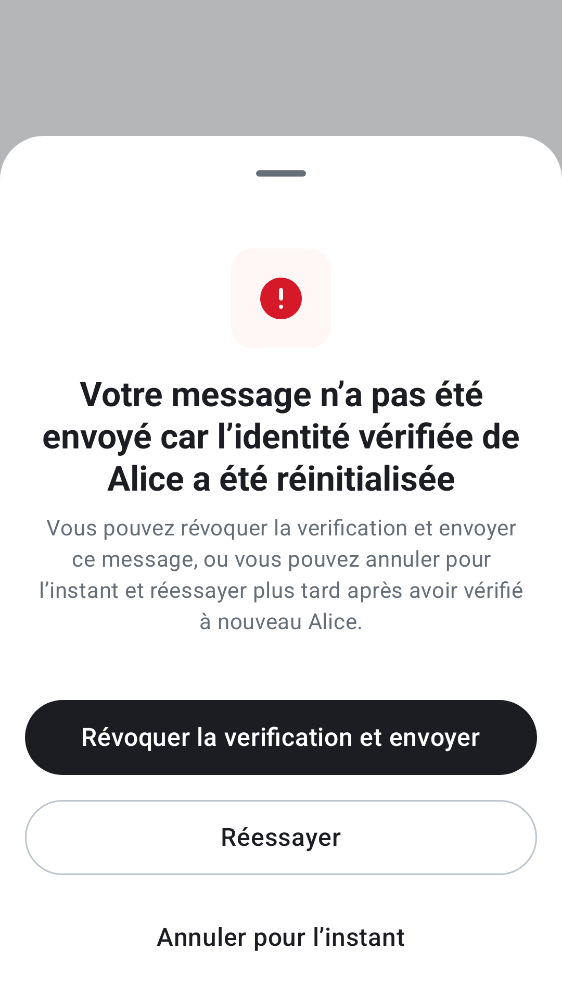 Votre message n’a pas été
envoyé car l’identité vérifiée de
Alice a été réinitialisée
Vous pouvez révoquer la verification et envoyer
ce message, ou vous pouvez annuler pour
l’instant et réessayer plus tard après avoir vérifié
à nouveau Alice.
Révoquer la verification et envoyer
Réessayer
Annuler pour l’instant